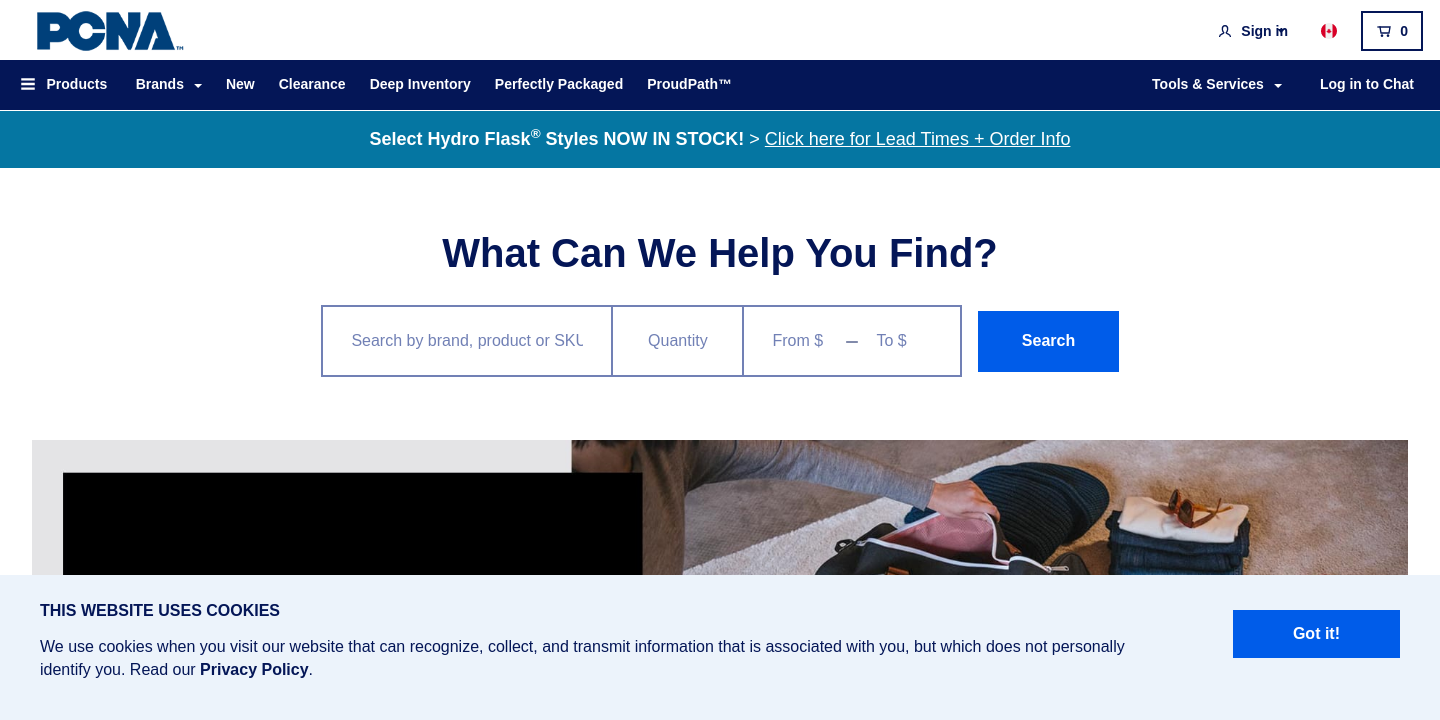 PCNA™
Sign in
0
Products
Brands
New
Clearance
Deep Inventory
Perfectly Packaged
ProudPath™
Tools & Services
Log in to Chat
Select Hydro Flask® Styles NOW IN STOCK! > Click here for Lead Times + Order Info
What Can We Help You Find?
Search by brand, product or SKU
Quantity
From $ — To $
Search
THIS WEBSITE USES COOKIES
We use cookies when you visit our website that can recognize, collect, and transmit information that is associated with you, but which does not personally
identify you. Read our Privacy Policy.
Got it!